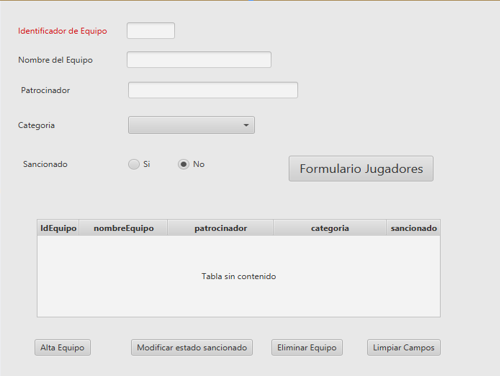 Identificador de Equipo
Nombre del Equipo
Patrocinador
Categoria
Sancionado Si No Formulario Jugadores
IdEquipo nombreEquipo patrocinador categoria sancionado
Tabla sin contenido
Alta Equipo Modificar estado sancionado Eliminar Equipo Limpiar Campos